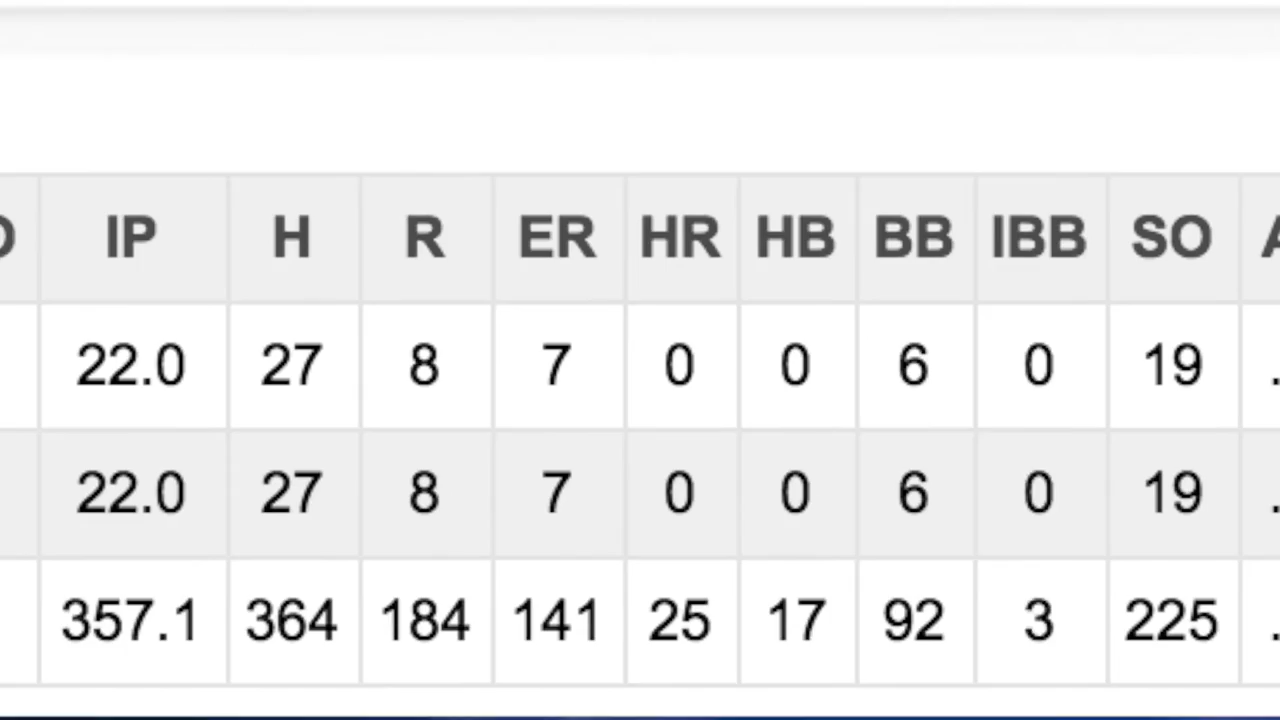 IP H R ER HR HB BB IBB SO
22.0 27 8 7 0 0 6 0 19 .
22.0 27 8 7 0 0 6 0 19 .
357.1 364 184 141 25 17 92 3 225 .